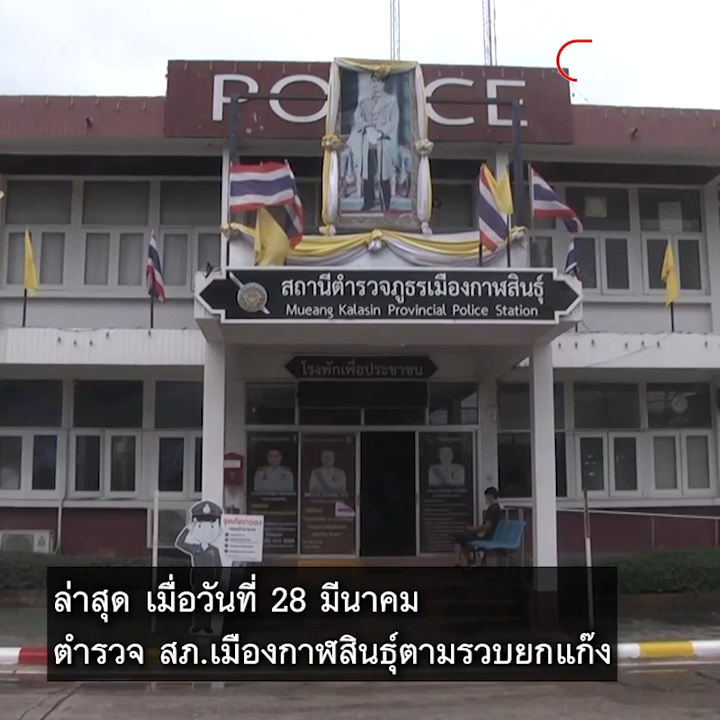 POLICE
สถานีตำรวจภูธรเมืองกาฬสินธุ์
Mueang Kalasin Provincial Police Station
โรงพักเพื่อประชาชน
ล่าสุด เมื่อวันที่ 28 มีนาคม
ตำรวจ สภ.เมืองกาฬสินธุ์ตามรวบยกแก๊ง